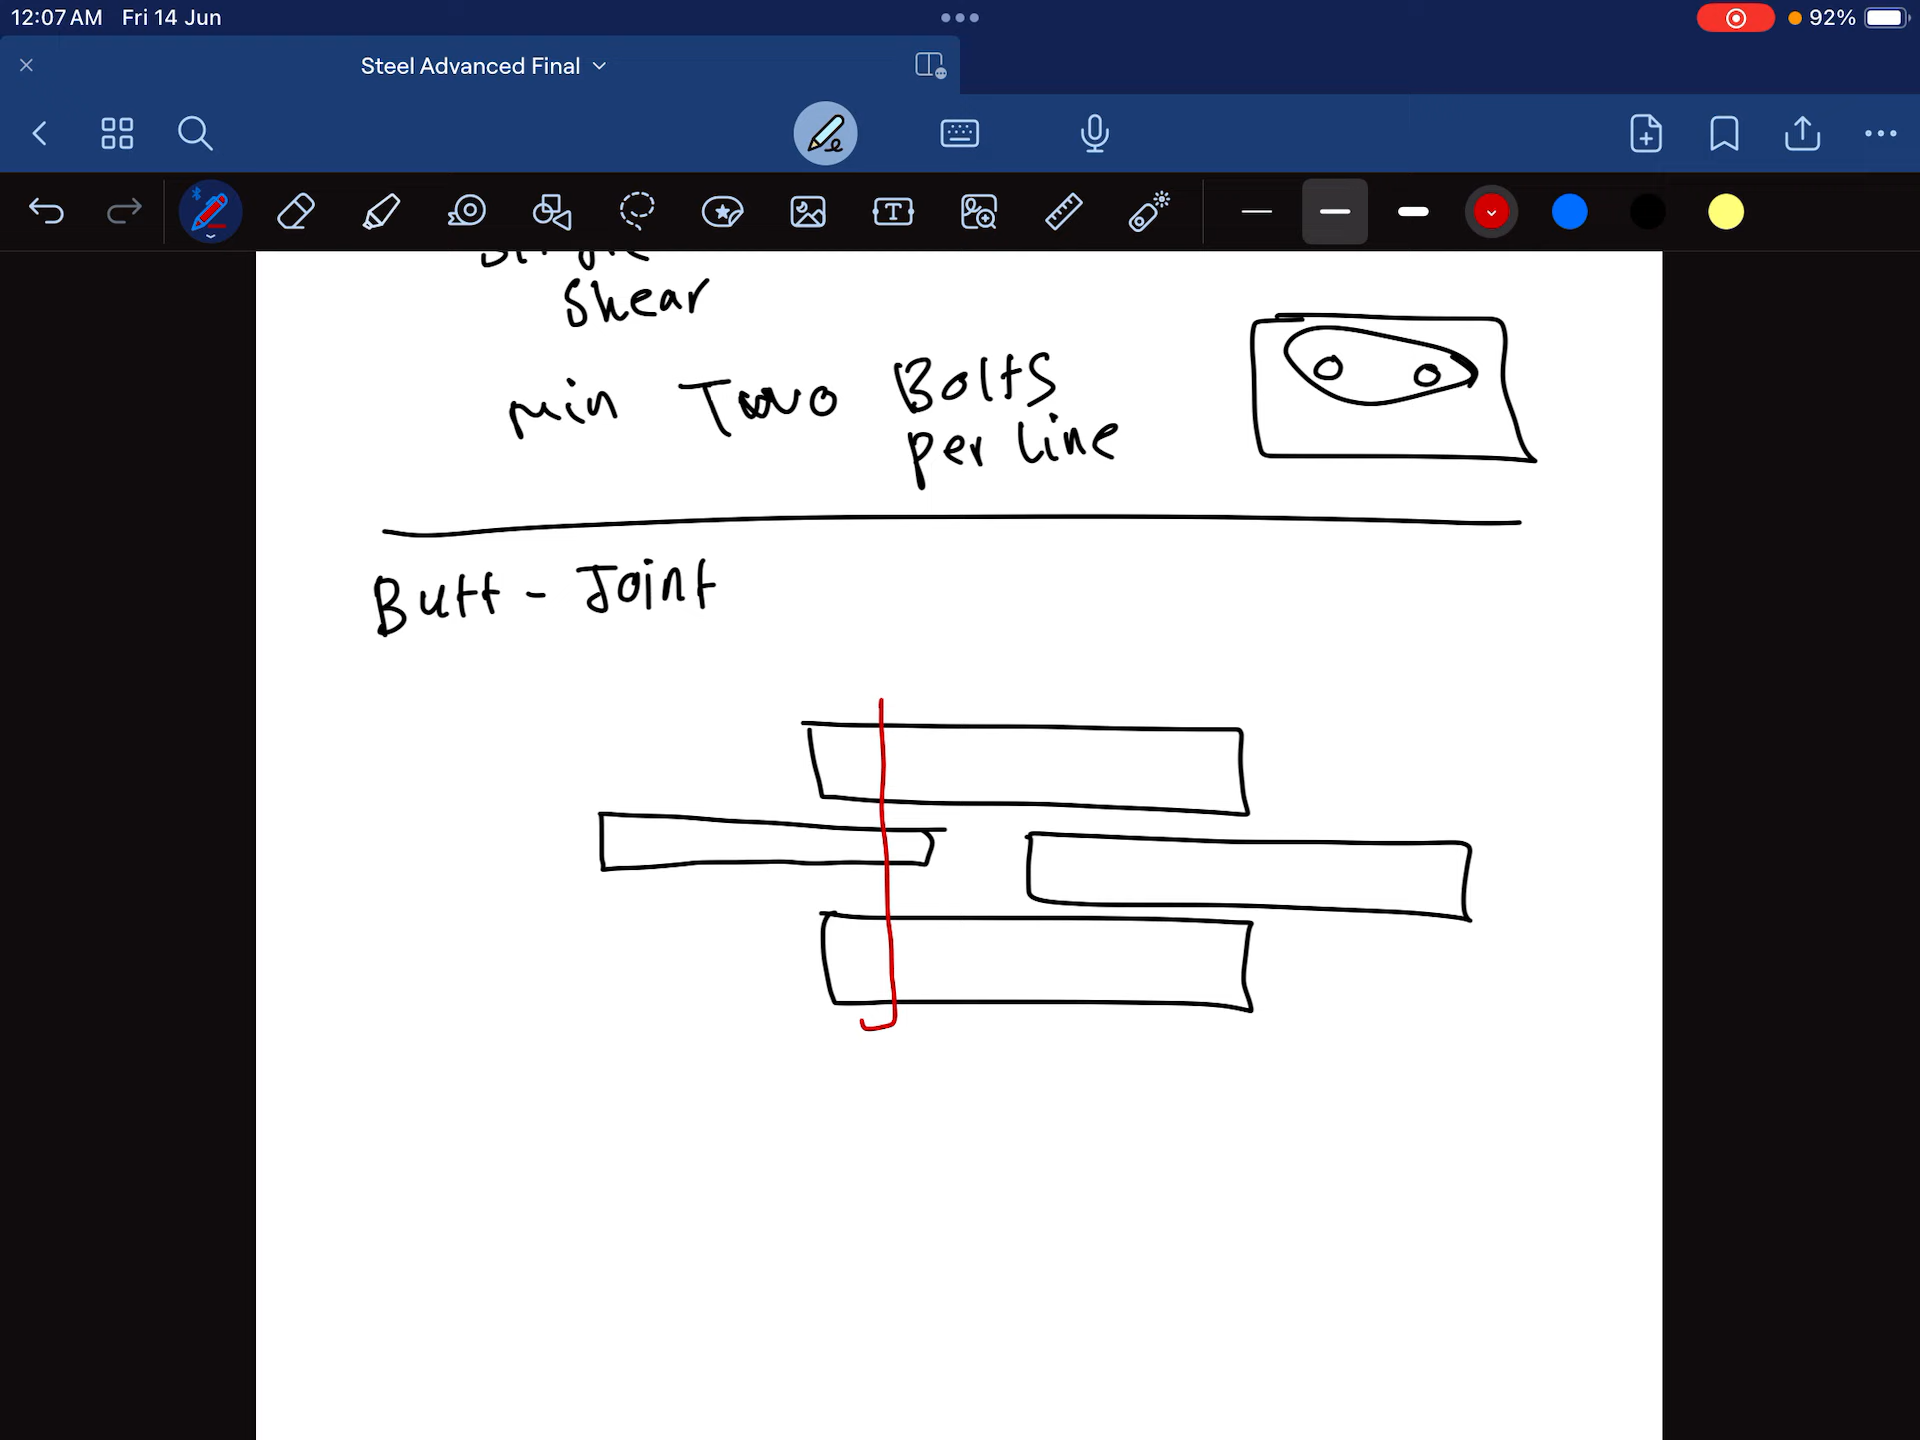 12:07 AM Fri 14 Jun
92%
Steel Advanced Final
Shear
min Two Bolts
per Line
Butt - Joint